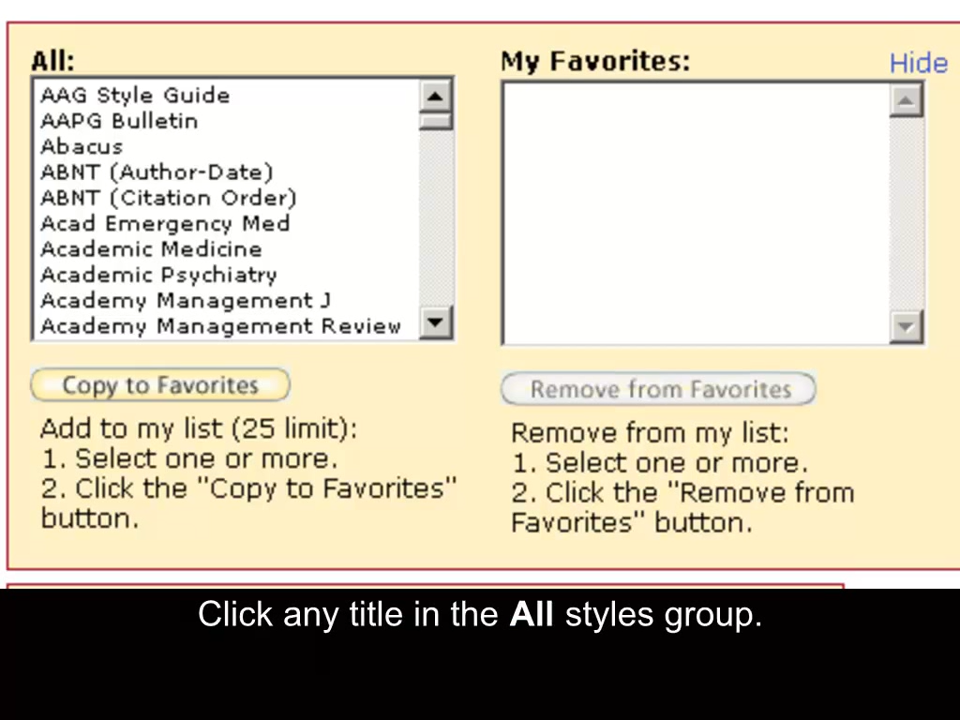 All:
AAG Style Guide
AAPG Bulletin
Abacus
ABNT (Author-Date)
ABNT (Citation Order)
Acad Emergency Med
Academic Medicine
Academic Psychiatry
Academy Management J
Academy Management Review
Copy to Favorites
Add to my list (25 limit):
1. Select one or more.
2. Click the "Copy to Favorites"
button.
My Favorites:
Hide
Remove from Favorites
Remove from my list:
1. Select one or more.
2. Click the "Remove from
Favorites" button.
Click any title in the All styles group.